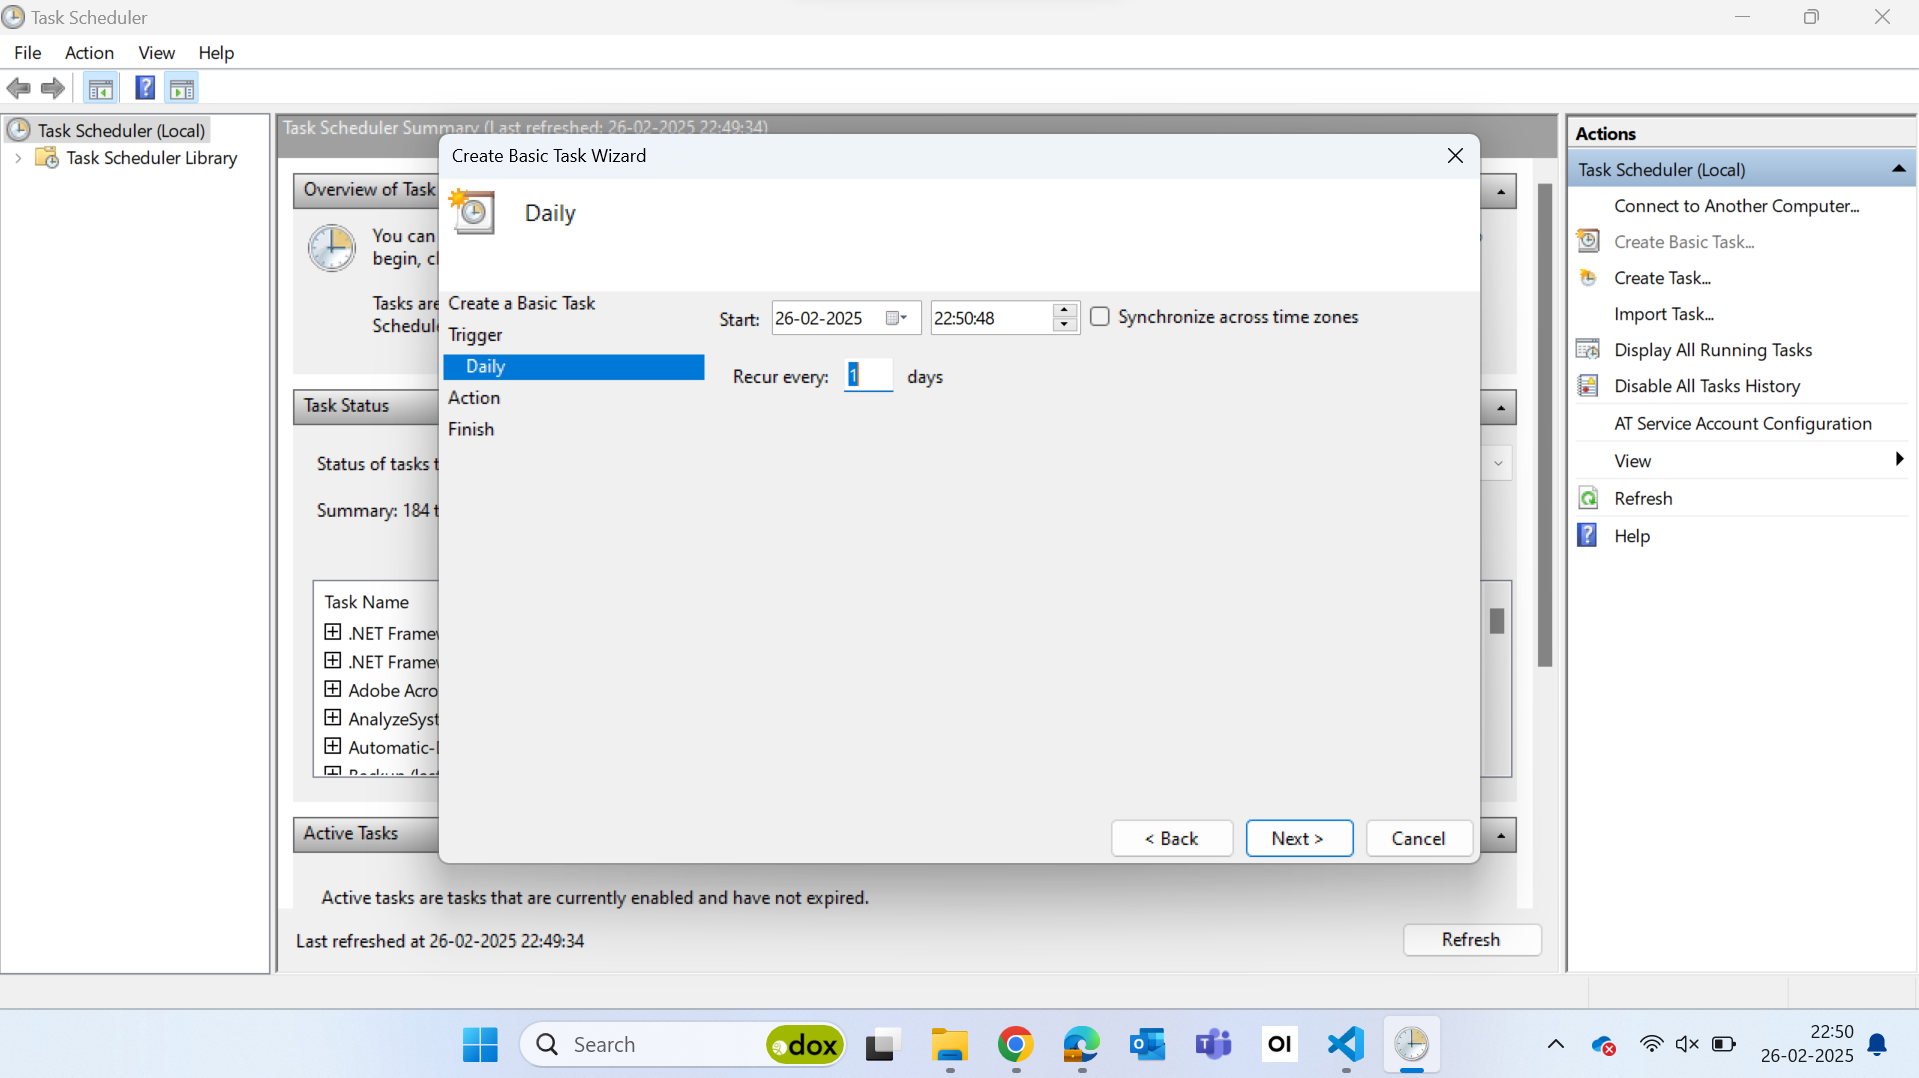 Task Scheduler
File Action View Help
Task Scheduler (Local)
Task Scheduler Library
Task Scheduler Summary (Last refreshed: 26-02-2025 22:49:34)
Overview of Task
You can
begin, cl
Tasks are
Schedul
Task Status
Status of tasks t
Summary: 184 t
Task Name
.NET Frame
.NET Frame
Adobe Acro
AnalyzeSyst
Automatic-
Active Tasks
Active tasks are tasks that are currently enabled and have not expired.
Last refreshed at 26-02-2025 22:49:34
Refresh
Create Basic Task Wizard
Daily
Create a Basic Task
Trigger
Daily
Action
Finish
Start: 26-02-2025 22:50:48 Synchronize across time zones
Recur every: 1 days
< Back Next > Cancel
Actions
Task Scheduler (Local)
Connect to Another Computer...
Create Basic Task...
Create Task...
Import Task...
Display All Running Tasks
Disable All Tasks History
AT Service Account Configuration
View
Refresh
Help
Search
dox
OI
22:50
26-02-2025